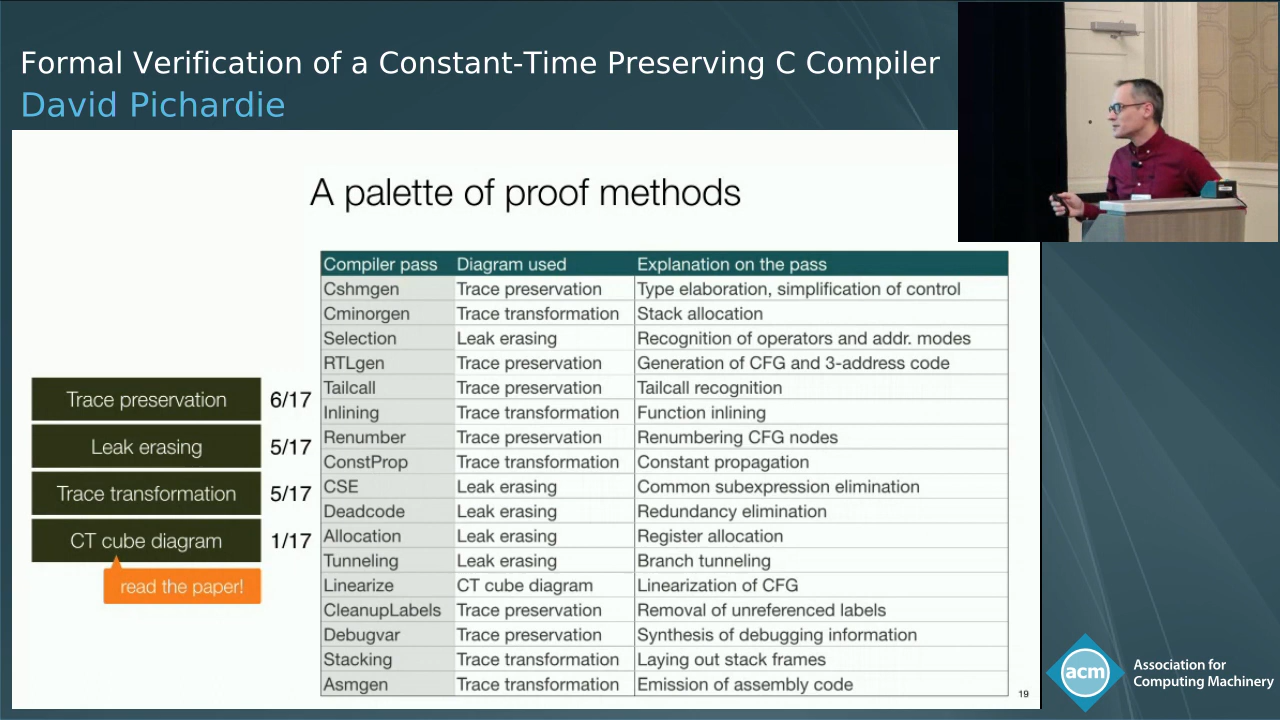 Formal Verification of a Constant-Time Preserving C Compiler
David Pichardie
A palette of proof methods
Trace preservation 6/17
Leak erasing 5/17
Trace transformation 5/17
CT cube diagram 1/17
read the paper!
Compiler pass Diagram used Explanation on the pass
Cshmgen Trace preservation Type elaboration, simplification of control
Cminorgen Trace transformation Stack allocation
Selection Leak erasing Recognition of operators and addr. modes
RTLgen Trace preservation Generation of CFG and 3-address code
Tailcall Trace preservation Tailcall recognition
Inlining Trace transformation Function inlining
Renumber Trace preservation Renumbering CFG nodes
ConstProp Trace transformation Constant propagation
CSE Leak erasing Common subexpression elimination
Deadcode Leak erasing Redundancy elimination
Allocation Leak erasing Register allocation
Tunneling Leak erasing Branch tunneling
Linearize CT cube diagram Linearization of CFG
CleanupLabels Trace preservation Removal of unreferenced labels
Debugvar Trace preservation Synthesis of debugging information
Stacking Trace transformation Laying out stack frames
Asmgen Trace transformation Emission of assembly code
19
acm
Association for
Computing Machinery